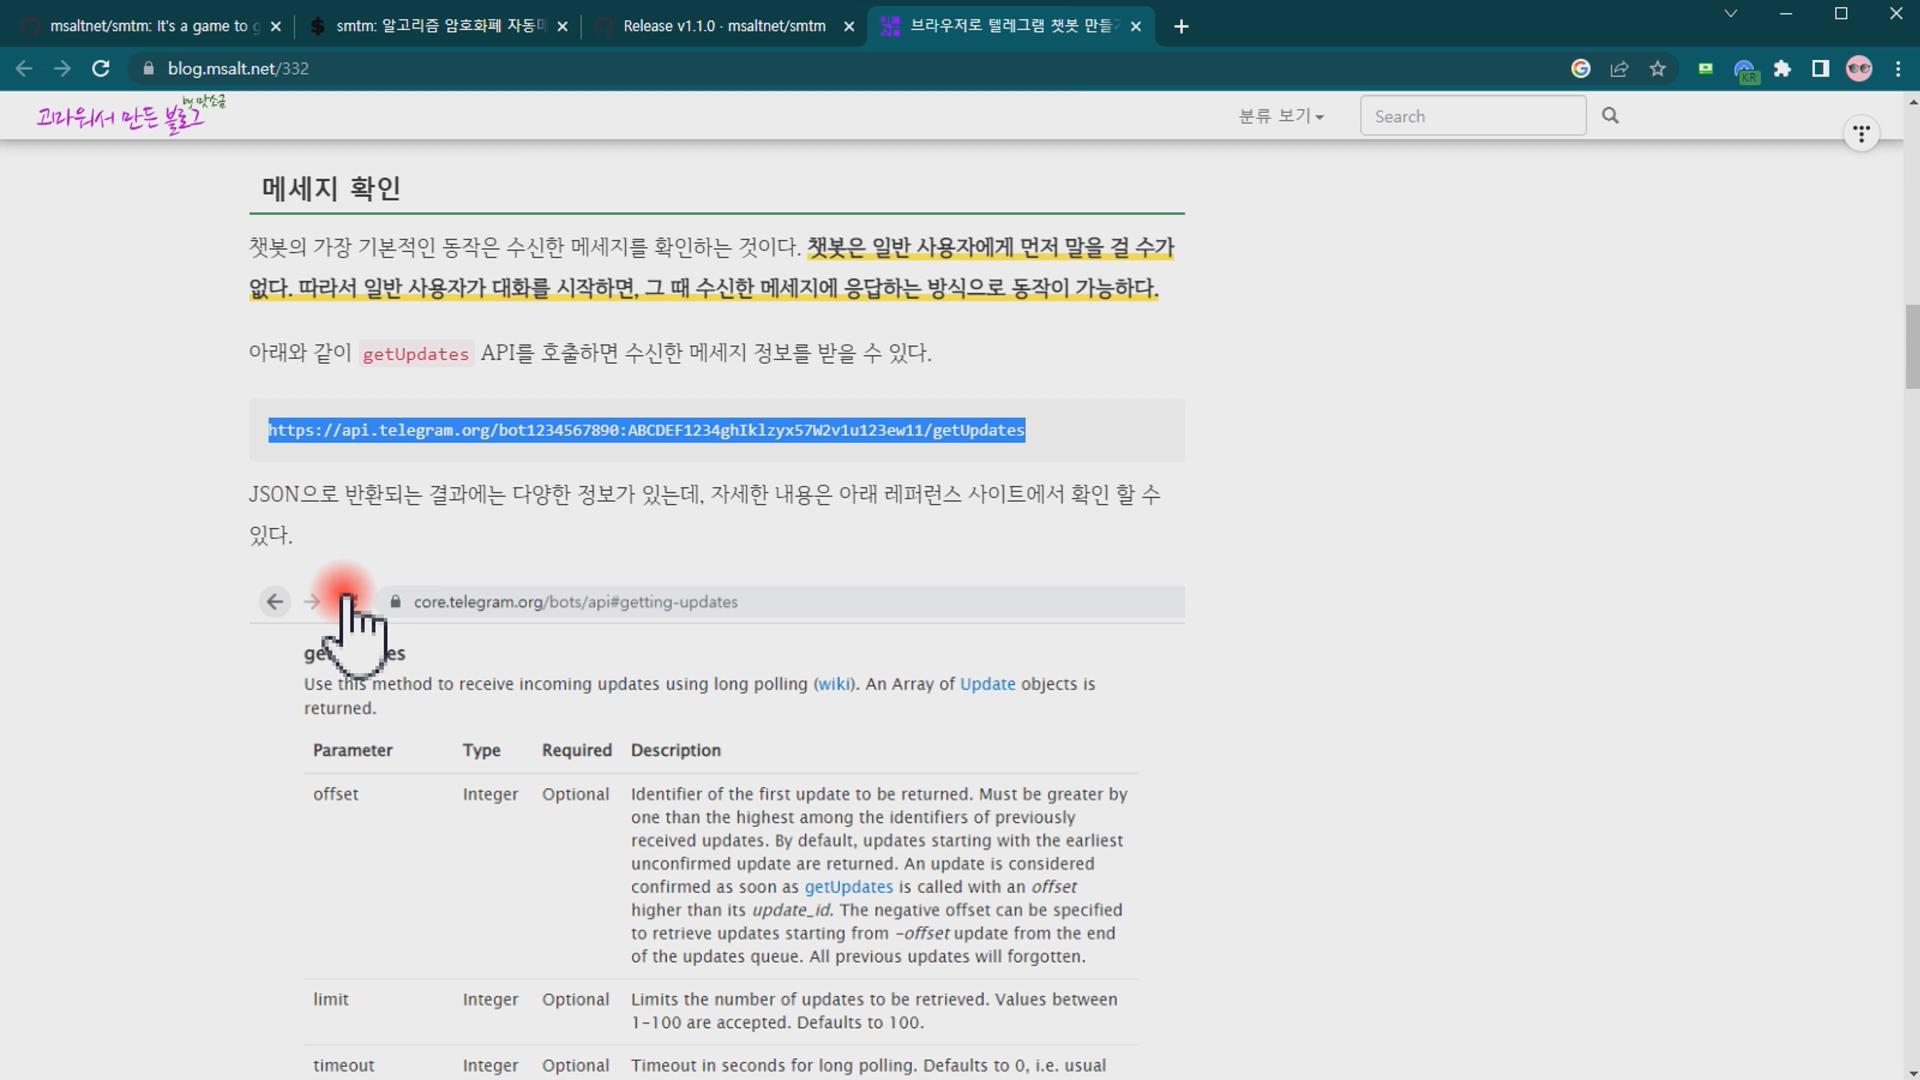 msaltnet/smtm: It's a game to g
smtm: 알고리즘 암호화폐 자동매
Release v1.1.0 · msaltnet/smtm
브라우저로 텔레그램 챗봇 만들기
blog.msalt.net/332
KR
고마워서 만든 블로그 by 맛소금
분류 보기
Search
메세지 확인
챗봇의 가장 기본적인 동작은 수신한 메세지를 확인하는 것이다. 챗봇은 일반 사용자에게 먼저 말을 걸 수가
없다. 따라서 일반 사용자가 대화를 시작하면, 그 때 수신한 메세지에 응답하는 방식으로 동작이 가능하다.
아래와 같이 getUpdates API를 호출하면 수신한 메세지 정보를 받을 수 있다.
https://api.telegram.org/bot1234567890:ABCDEF1234ghIklzyx57W2v1u123ew11/getUpdates
JSON으로 반환되는 결과에는 다양한 정보가 있는데, 자세한 내용은 아래 레퍼런스 사이트에서 확인 할 수
있다.
core.telegram.org/bots/api#getting-updates
Use this method to receive incoming updates using long polling (wiki). An Array of Update objects is
returned.
Parameter Type Required Description
offset Integer Optional Identifier of the first update to be returned. Must be greater by
one than the highest among the identifiers of previously
received updates. By default, updates starting with the earliest
unconfirmed update are returned. An update is considered
confirmed as soon as getUpdates is called with an offset
higher than its update_id. The negative offset can be specified
to retrieve updates starting from -offset update from the end
of the updates queue. All previous updates will forgotten.
limit Integer Optional Limits the number of updates to be retrieved. Values between
1-100 are accepted. Defaults to 100.
timeout Integer Optional Timeout in seconds for long polling. Defaults to 0, i.e. usual